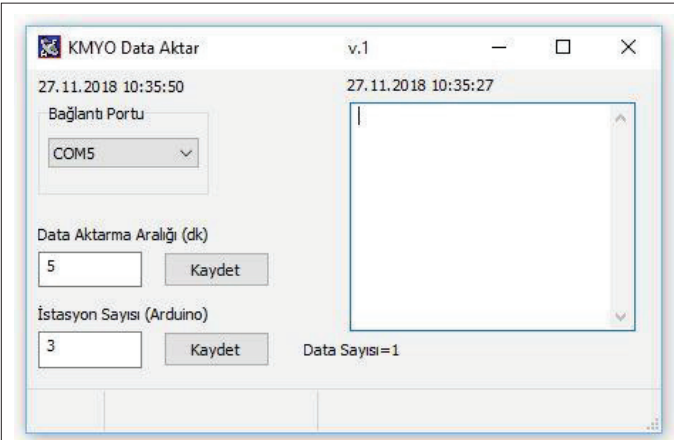 KMYO Data Aktar v.1
27.11.2018 10:35:50
27.11.2018 10:35:27
Bağlantı Portu
COM5
Data Aktarma Aralığı (dk)
5
Kaydet
İstasyon Sayısı (Arduino)
3
Kaydet
Data Sayısı=1